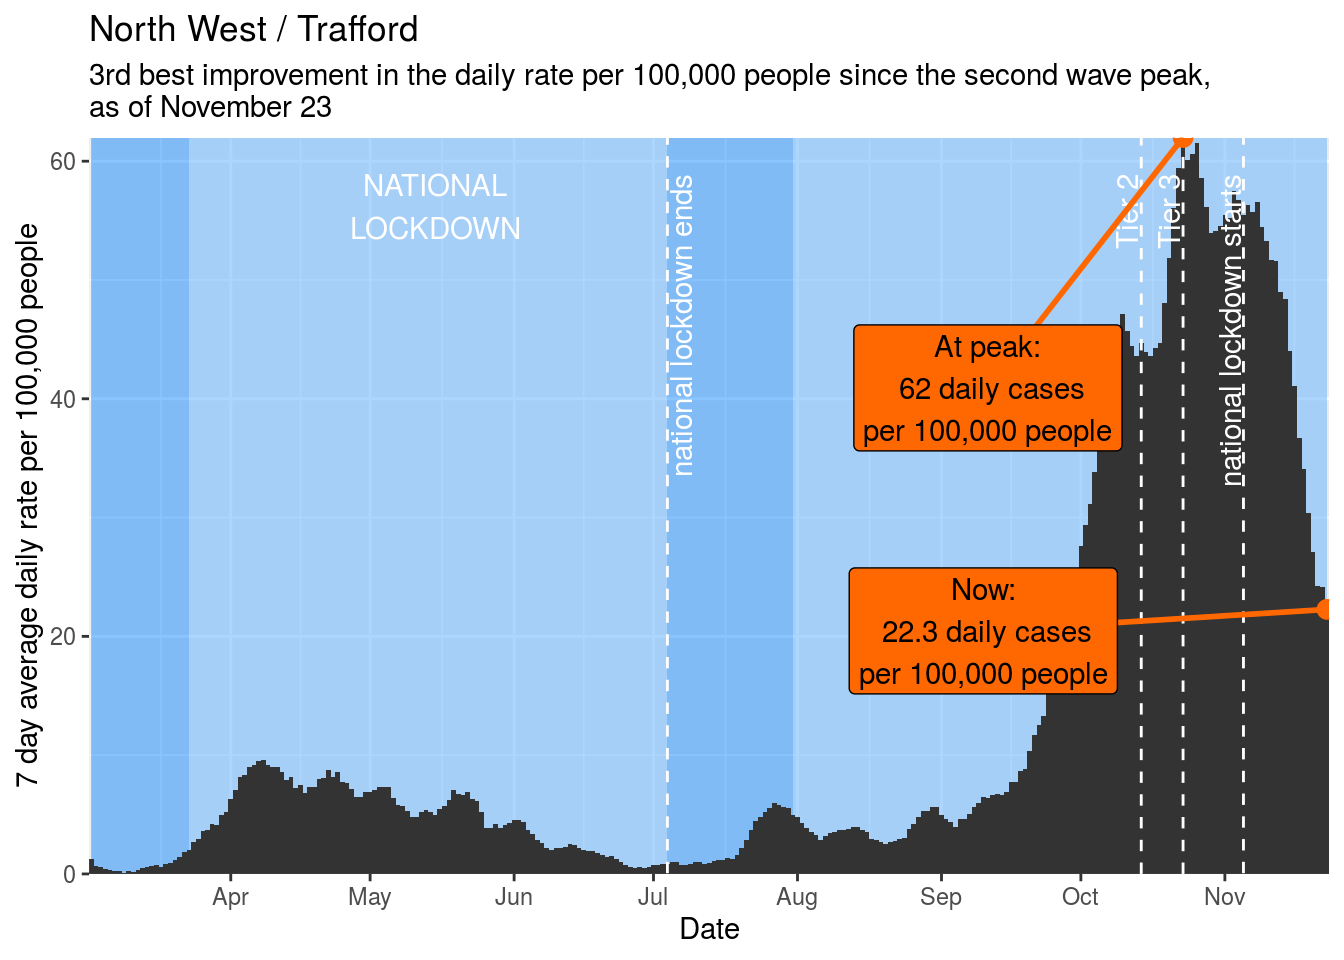 North West / Trafford
3rd best improvement in the daily rate per 100,000 people since the second wave peak,
as of November 23
7 day average daily rate per 100,000 people
60
40
20
0
NATIONAL
LOCKDOWN
national lockdown ends
Tier 2
Tier 3
national lockdown starts
At peak:
62 daily cases
per 100,000 people
Now:
22.3 daily cases
per 100,000 people
Apr
May
Jun
Jul
Aug
Sep
Oct
Nov
Date